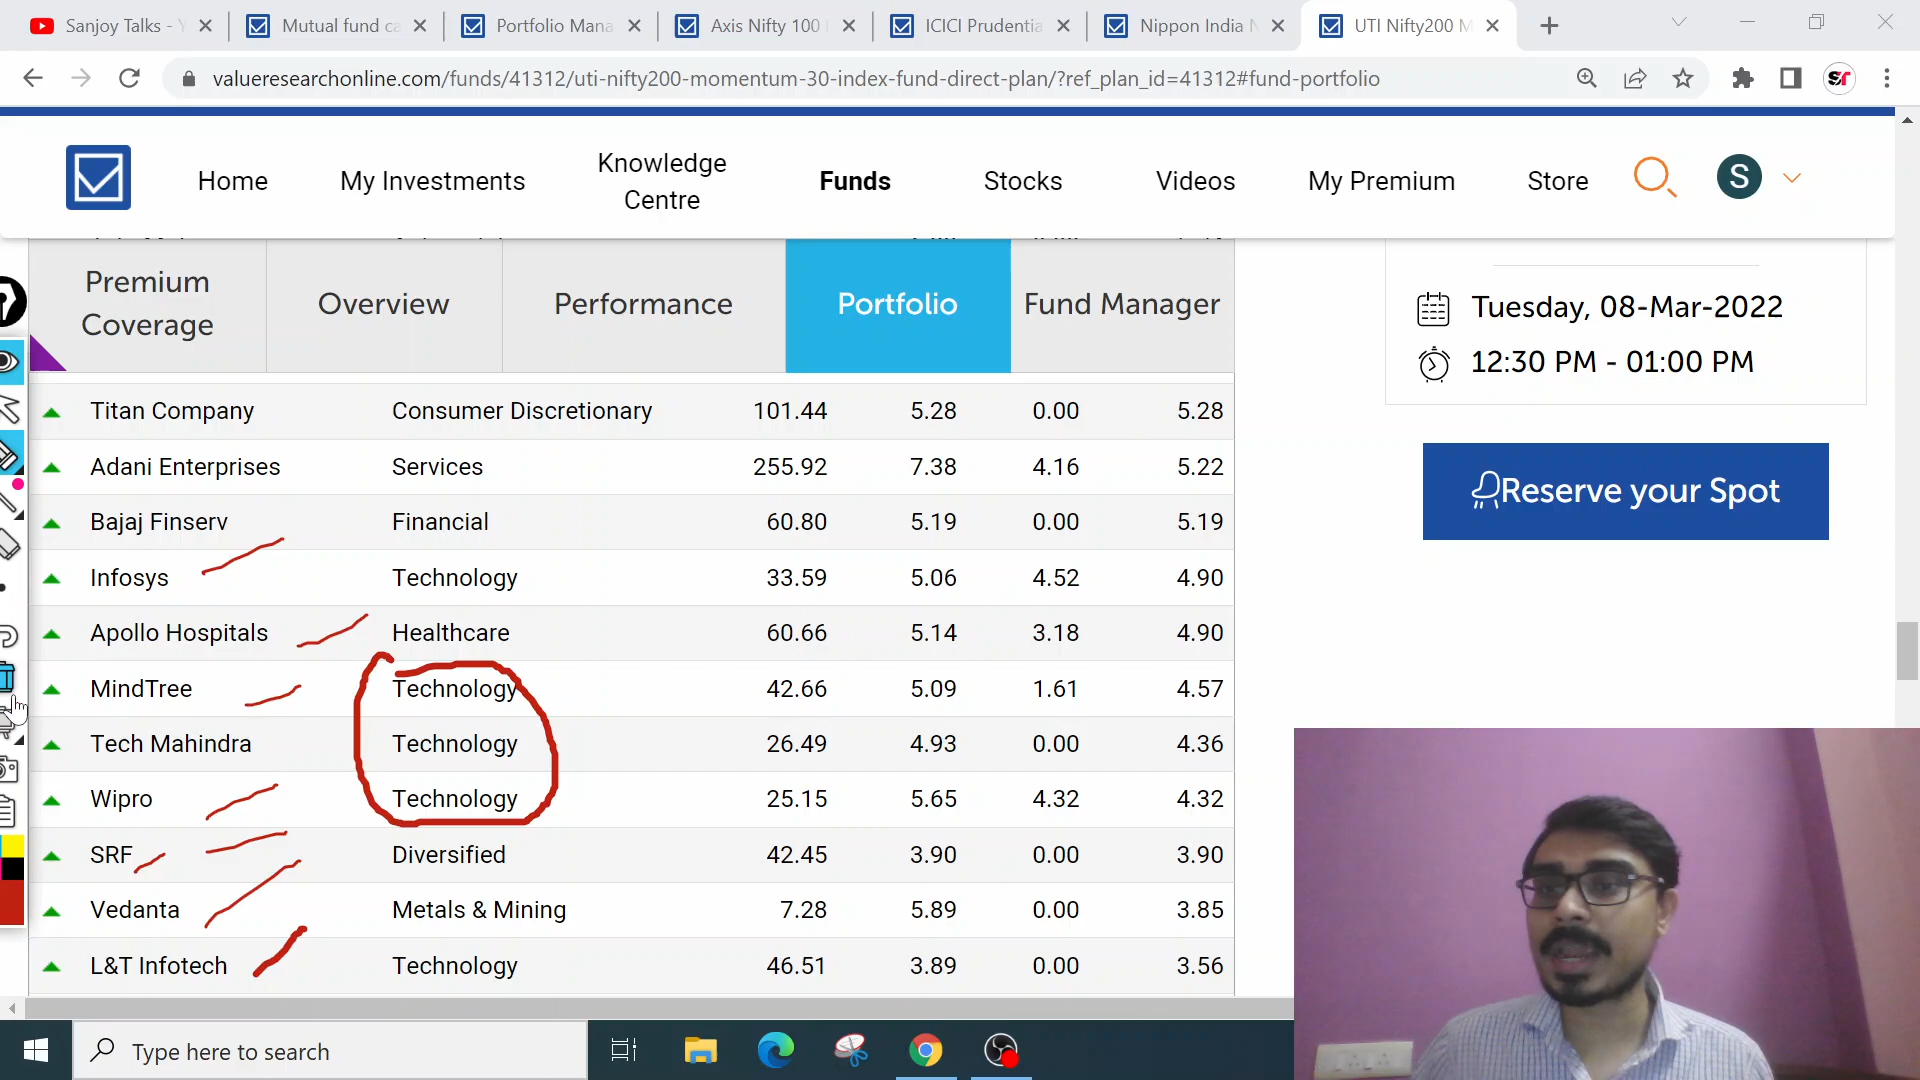 Sanjoy Talks - Y
Mutual fund ca
Portfolio Mana
Axis Nifty 100
ICICI Prudentia
Nippon India N
UTI Nifty200 M
valueresearchonline.com/funds/41312/uti-nifty200-momentum-30-index-fund-direct-plan/?ref_plan_id=41312#fund-portfolio
Home
My Investments
Knowledge
Centre
Funds
Stocks
Videos
My Premium
Store
S
Premium
Coverage
Overview
Performance
Portfolio
Fund Manager
Tuesday, 08-Mar-2022
12:30 PM - 01:00 PM
Reserve your Spot
Titan Company Consumer Discretionary 101.44 5.28 0.00 5.28
Adani Enterprises Services 255.92 7.38 4.16 5.22
Bajaj Finserv Financial 60.80 5.19 0.00 5.19
Infosys Technology 33.59 5.06 4.52 4.90
Apollo Hospitals Healthcare 60.66 5.14 3.18 4.90
MindTree Technology 42.66 5.09 1.61 4.57
Tech Mahindra Technology 26.49 4.93 0.00 4.36
Wipro Technology 25.15 5.65 4.32 4.32
SRF Diversified 42.45 3.90 0.00 3.90
Vedanta Metals & Mining 7.28 5.89 0.00 3.85
L&T Infotech Technology 46.51 3.89 0.00 3.56
Type here to search